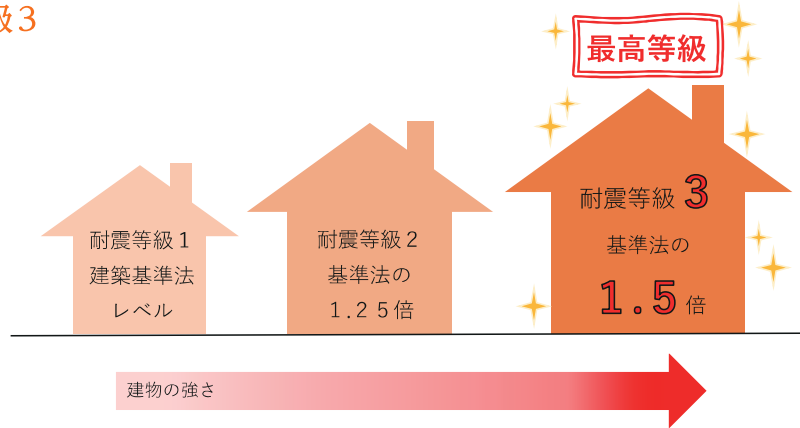 級３
最高等級
耐震等級１
建築基準法
レベル
耐震等級２
基準法の
１.２５倍
耐震等級 3
基準法の
1.5 倍
建物の強さ